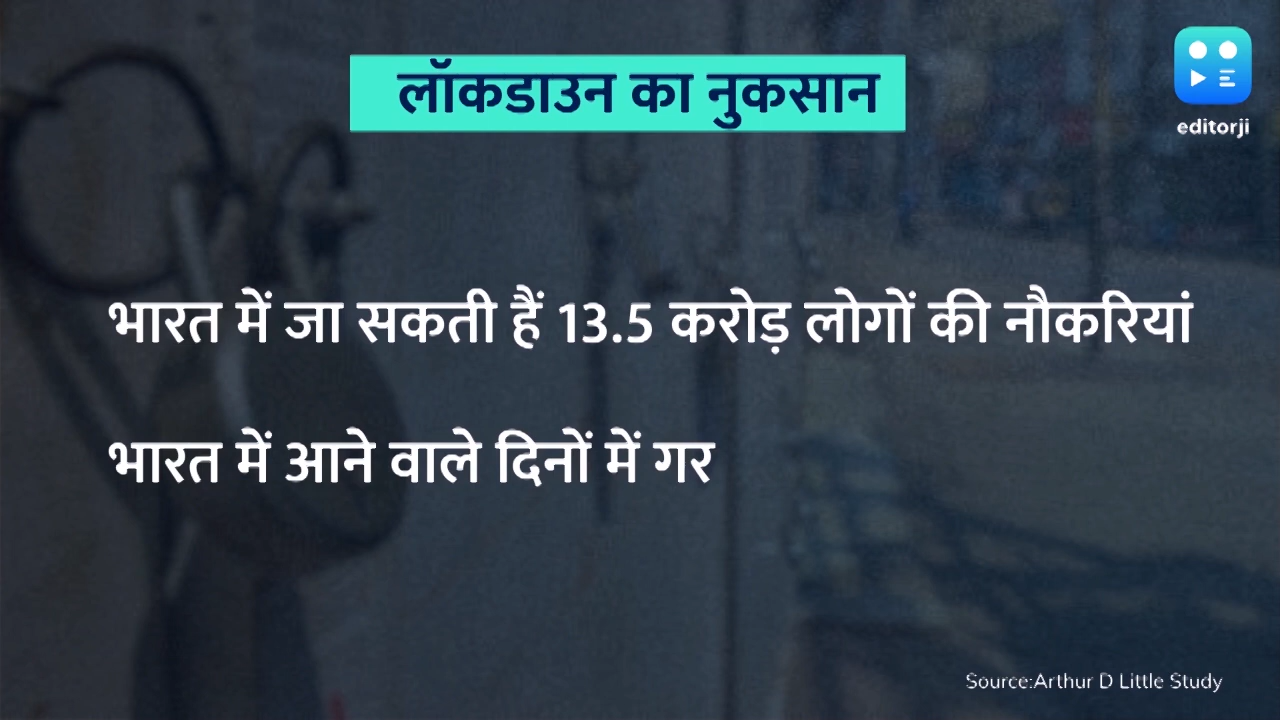 लॉकडाउन का नुकसान
editorji
भारत में जा सकती हैं 13.5 करोड़ लोगों की नौकरियां
भारत में आने वाले दिनों में गर
Source:Arthur D Little Study